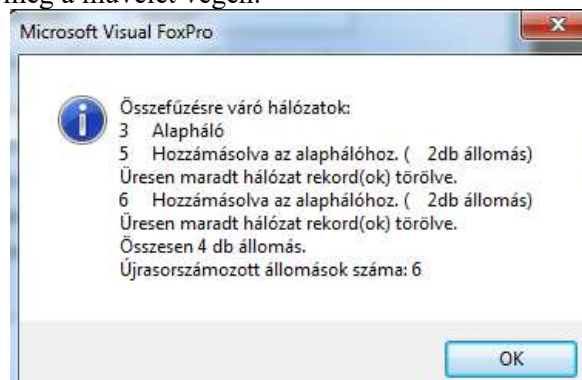 meg a művelet végén.
Microsoft Visual FoxPro
Összefűzésre váró hálózatok:
3 Alapháló
5 Hozzámásolva az alaphálóhoz. ( 2db állomás)
Üresen maradt hálózat rekord(ok) törölve.
6 Hozzámásolva az alaphálóhoz. ( 2db állomás)
Üresen maradt hálózat rekord(ok) törölve.
Összesen 4 db állomás.
Újrasorszámozott állomások száma: 6
OK